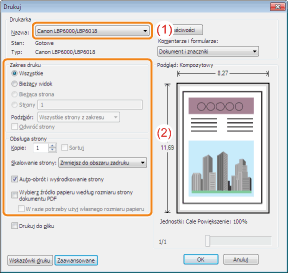 Drukuj
Drukarka
Nazwa: Canon LBP6000/LBP6018
(1)
Stan: Gotowe
Typ: Canon LBP6000/LBP6018
Komentarze i formularze:
Dokument i znaczniki
Zakres druku
Wszystkie
Bieżący widok
Bieżąca strona
Strony 1
Podzbiór: Wszystkie strony z zakresu
Odwróć strony
Podgląd: Kompozytowy
8.27
11.69
(2)
Obsługa strony
Kopie: 1
Sortuj
Skalowanie strony: Zmniejsz do obszaru zadruku
Auto-obrót i wyśrodkowanie strony
Wybierz źródło papieru według rozmiaru strony
dokumentu PDF
W razie potrzeby użyj własnego rozmiaru papieru
Drukuj do pliku
Jednostki: Cale Powiększenie: 100%
1/1
Wskazówki druku
Zaawansowane
OK
Anuluj